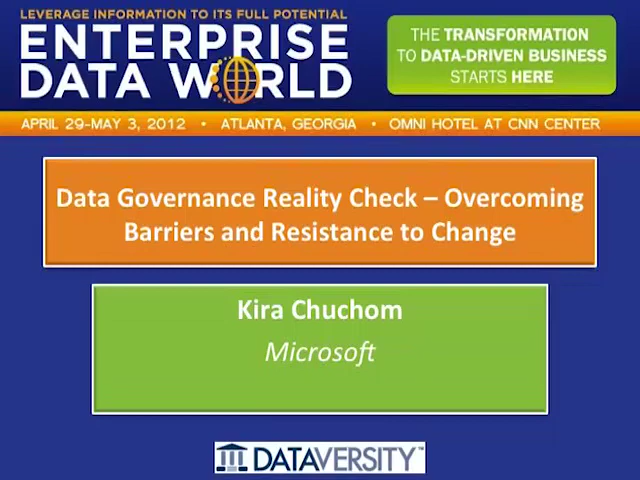 LEVERAGE INFORMATION TO ITS FULL POTENTIAL
ENTERPRISE
DATA WORLD
THE TRANSFORMATION
TO DATA-DRIVEN BUSINESS
STARTS HERE
APRIL 29–MAY 3, 2012 • ATLANTA, GEORGIA • OMNI HOTEL AT CNN CENTER
Data Governance Reality Check – Overcoming
Barriers and Resistance to Change
Kira Chuchom
Microsoft
DATAVERSITY™